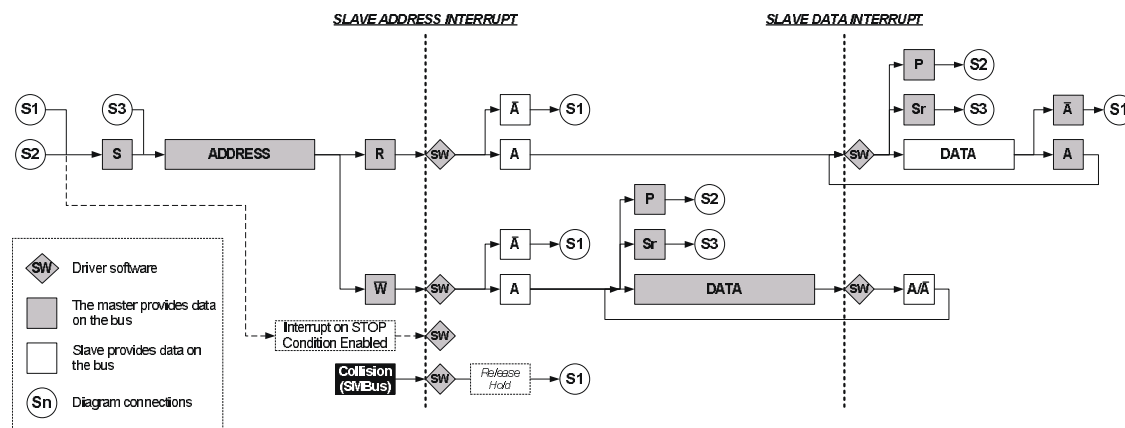 SLAVE ADDRESS INTERRUPT
SLAVE DATA INTERRUPT
P
S2
S1
S3
A̅
S1
Sr
S3
A̅
S1
S2
S
ADDRESS
R
SW
A
SW
DATA
A
P
S2
A̅
S1
Sr
S3
W̅
SW
A
DATA
SW
A/A̅
Interrupt on STOP
Condition Enabled
SW
Collision
(SMBus)
SW
Release
Hold
S1
SW
Driver software
The master provides data
on the bus
Slave provides data on
the bus
Sn
Diagram connections